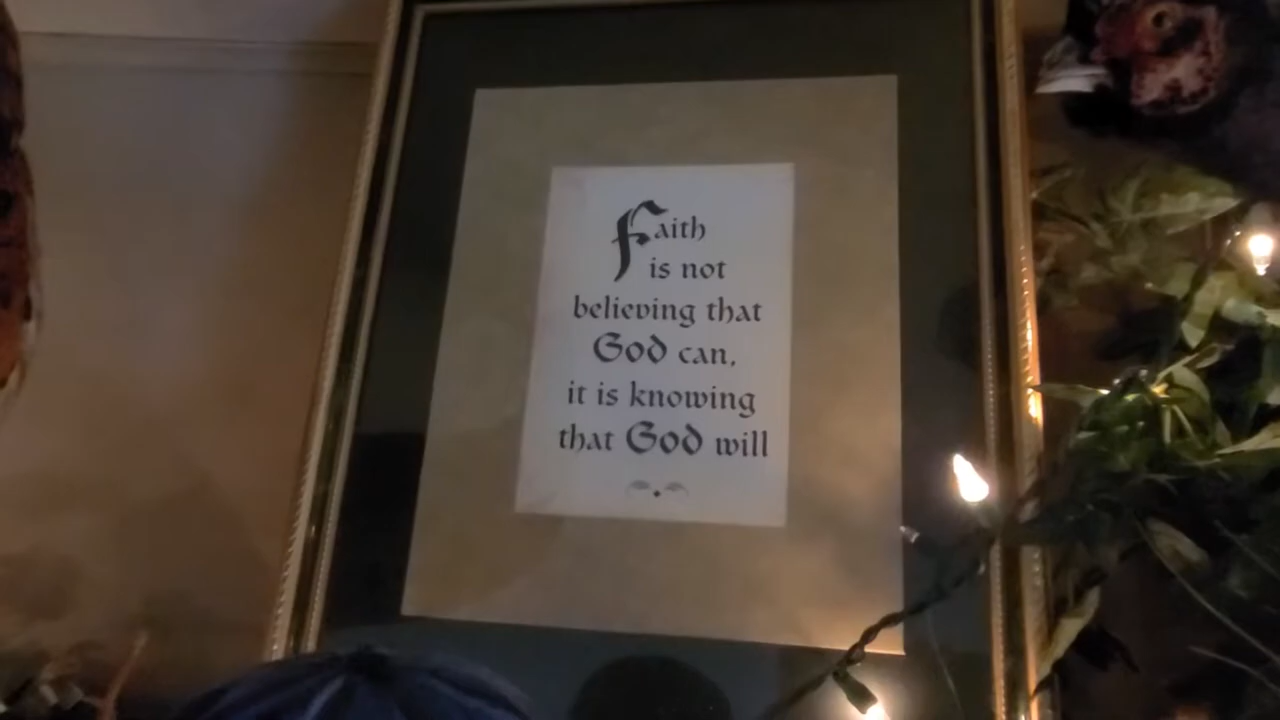 Faith
is not
believing that
God can,
it is knowing
that God will